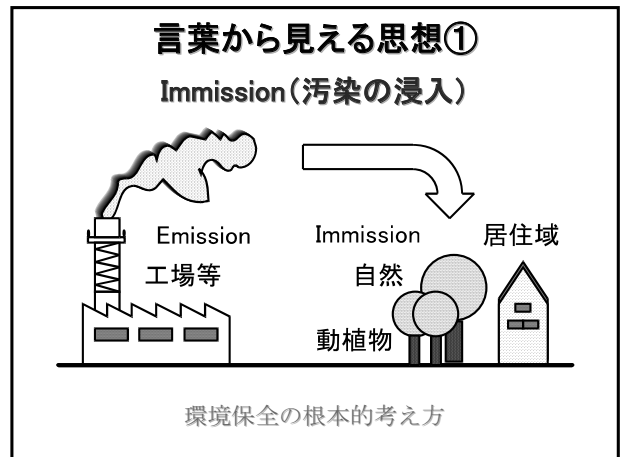 言葉から見える思想①
Immission(汚染の浸入)
Emission
工場等
Immission
自然
動植物
居住域
環境保全の根本的考え方